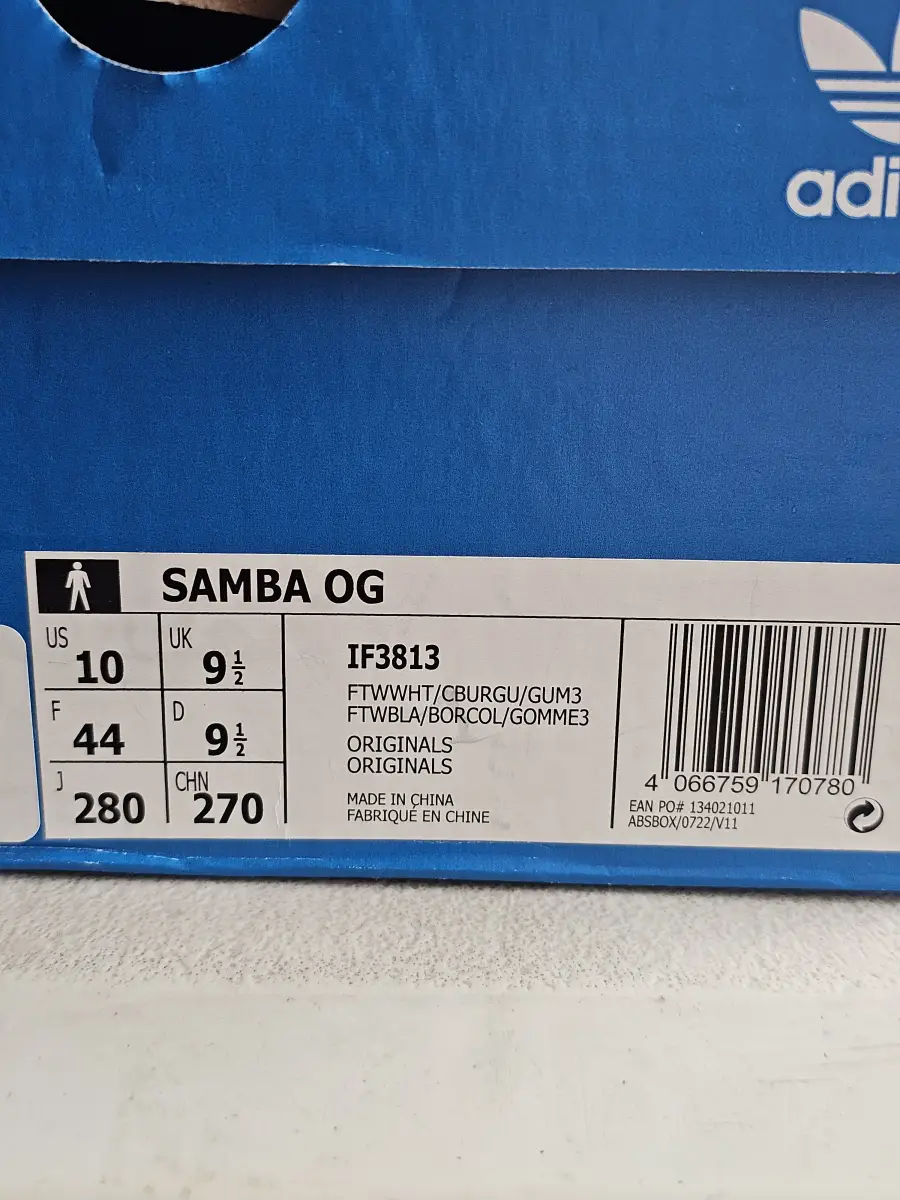 adi
SAMBA OG
US 10
UK 9 1/2
F 44
D 9 1/2
J 280
CHN 270
IF3813
FTWWHT/CBURGU/GUM3
FTWBLA/BORCOL/GOMME3
ORIGINALS
ORIGINALS
MADE IN CHINA
FABRIQUÉ EN CHINE
4 066759 170780
EAN PO# 134021011
ABSBOX/0722/V11